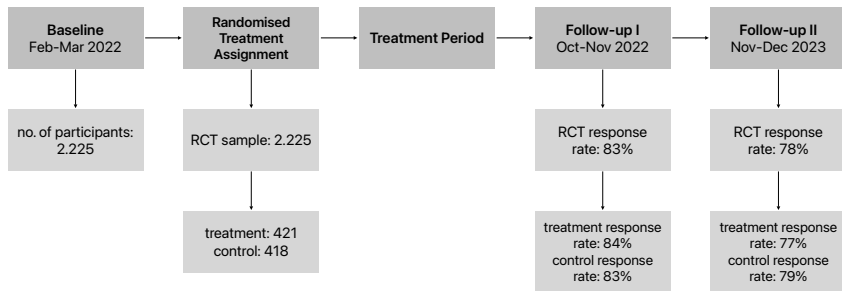 Baseline
Feb-Mar 2022
Randomised
Treatment
Assignment
Treatment Period
Follow-up I
Oct-Nov 2022
Follow-up II
Nov-Dec 2023
no. of participants:
2.225
RCT sample: 2.225
RCT response
rate: 83%
RCT response
rate: 78%
treatment: 421
control: 418
treatment response
rate: 84%
control response
rate: 83%
treatment response
rate: 77%
control response
rate: 79%